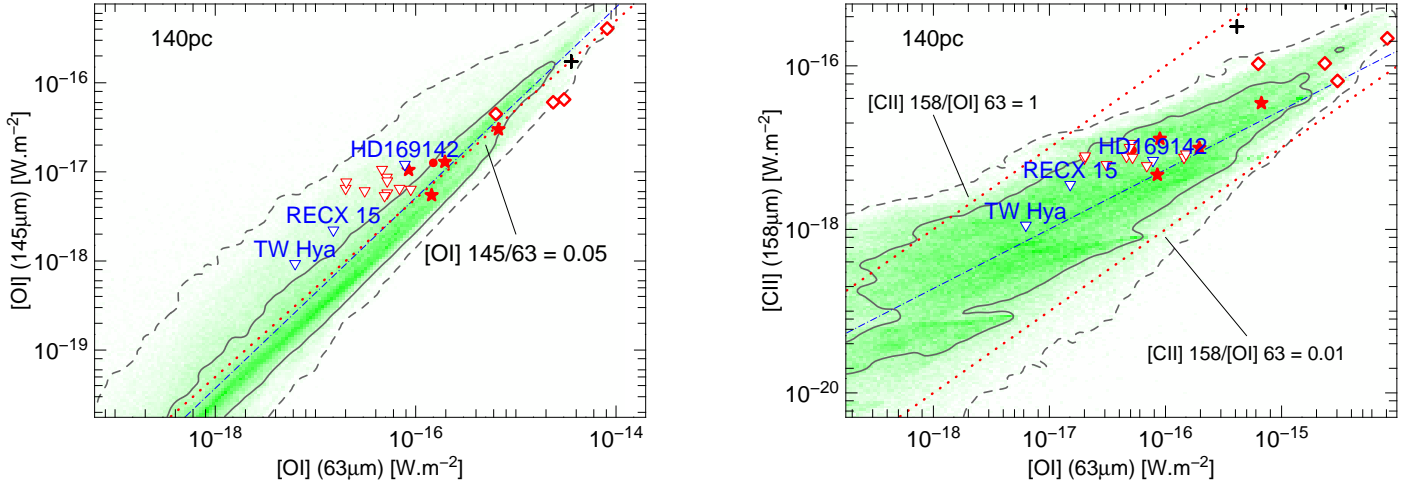 140pc
HD169142
RECX 15
TW Hya
[OI] 145/63 = 0.05
[OI] (145μm) [W.m⁻²]
10⁻¹⁶
10⁻¹⁷
10⁻¹⁸
10⁻¹⁹
10⁻¹⁸ 10⁻¹⁶ 10⁻¹⁴
[OI] (63μm) [W.m⁻²]
140pc
[CII] 158/[OI] 63 = 1
HD169142
RECX 15
TW Hya
[CII] 158/[OI] 63 = 0.01
[CII] (158μm) [W.m⁻²]
10⁻¹⁶
10⁻¹⁸
10⁻²⁰
10⁻¹⁸ 10⁻¹⁷ 10⁻¹⁶ 10⁻¹⁵
[OI] (63μm) [W.m⁻²]